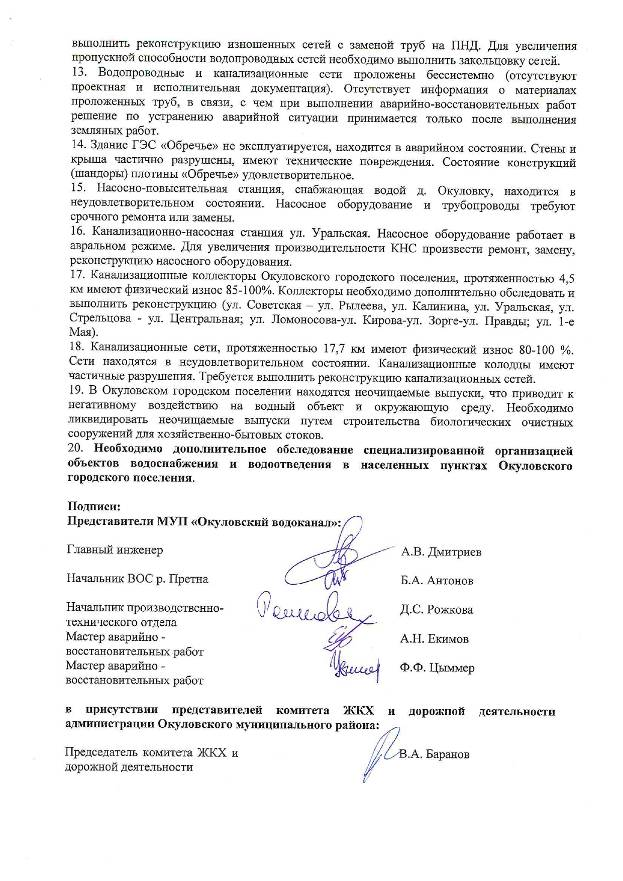 выполнить реконструкцию изношенных сетей с заменой труб на ПНД. Для увеличения
пропускной способности водопроводных сетей необходимо выполнить закольцовку сетей.
13. Водопроводные и канализационные сети проложены бессистемно (отсутствуют
проектная и исполнительная документация). Отсутствует информация о материалах
проложенных труб, в связи, с чем при выполнении аварийно-восстановительных работ
решение по устранению аварийной ситуации принимается только после выполнения
земляных работ.
14. Здание ГЭС «Обречье» не эксплуатируется, находится в аварийном состоянии. Стены и
крыша частично разрушены, имеют технические повреждения. Состояние конструкций
(шандоры) плотины «Обречье» удовлетворительное.
15. Насосно-повысительная станция, снабжающая водой д. Окуловку, находится в
неудовлетворительном состоянии. Насосное оборудование и трубопроводы требуют
срочного ремонта или замены.
16. Канализационно-насосная станция ул. Уральская. Насосное оборудование работает в
авральном режиме. Для увеличения производительности КНС произвести ремонт, замену,
реконструкцию насосного оборудования.
17. Канализационные коллекторы Окуловского городского поселения, протяженностью 4,5
км имеют физический износ 85-100%. Коллекторы необходимо дополнительно обследовать и
выполнить реконструкцию (ул. Советская – ул. Рылеева, ул. Калинина, ул. Уральская, ул.
Стрельцова - ул. Центральная; ул. Ломоносова-ул. Кирова-ул. Зорге-ул. Правды; ул. 1-е
Мая).
18. Канализационные сети, протяженностью 17,7 км имеют физический износ 80-100 %.
Сети находятся в неудовлетворительном состоянии. Канализационные колодцы имеют
частичные разрушения. Требуется выполнить реконструкцию канализационных сетей.
19. В Окуловском городском поселении находятся неочищаемые выпуски, что приводит к
негативному воздействию на водный объект и окружающую среду. Необходимо
ликвидировать неочищаемые выпуски путем строительства биологических очистных
сооружений для хозяйственно-бытовых стоков.
20. Необходимо дополнительное обследование специализированной организацией
объектов водоснабжения и водоотведения в населенных пунктах Окуловского
городского поселения.
Подписи:
Представители МУП «Окуловский водоканал»:
Главный инженер А.В. Дмитриев
Начальник ВОС р. Претна Б.А. Антонов
Начальник производственно- Д.С. Рожкова
технического отдела
Мастер аварийно - А.Н. Екимов
восстановительных работ
Мастер аварийно - Ф.Ф. Цыммер
восстановительных работ
в присутствии представителей комитета ЖКХ и дорожной деятельности
администрации Окуловского муниципального района:
Председатель комитета ЖКХ и В.А. Баранов
дорожной деятельности